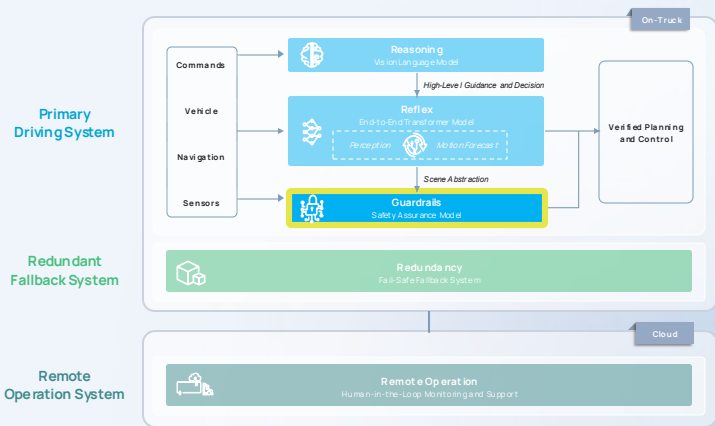 On-Truck
Primary
Driving System
Commands
Vehicle
Navigation
Sensors
Reasoning
Vision Language Model
High-Level Guidance and Decision
Reflex
End-to-End Transformer Model
Perception
Motion Forecast
Scene Abstraction
Guardrails
Safety Assurance Model
Verified Planning
and Control
Redundant
Fallback System
Redundancy
Fail-Safe Fallback System
Cloud
Remote
Operation System
Remote Operation
Human-in-the-Loop Monitoring and Support